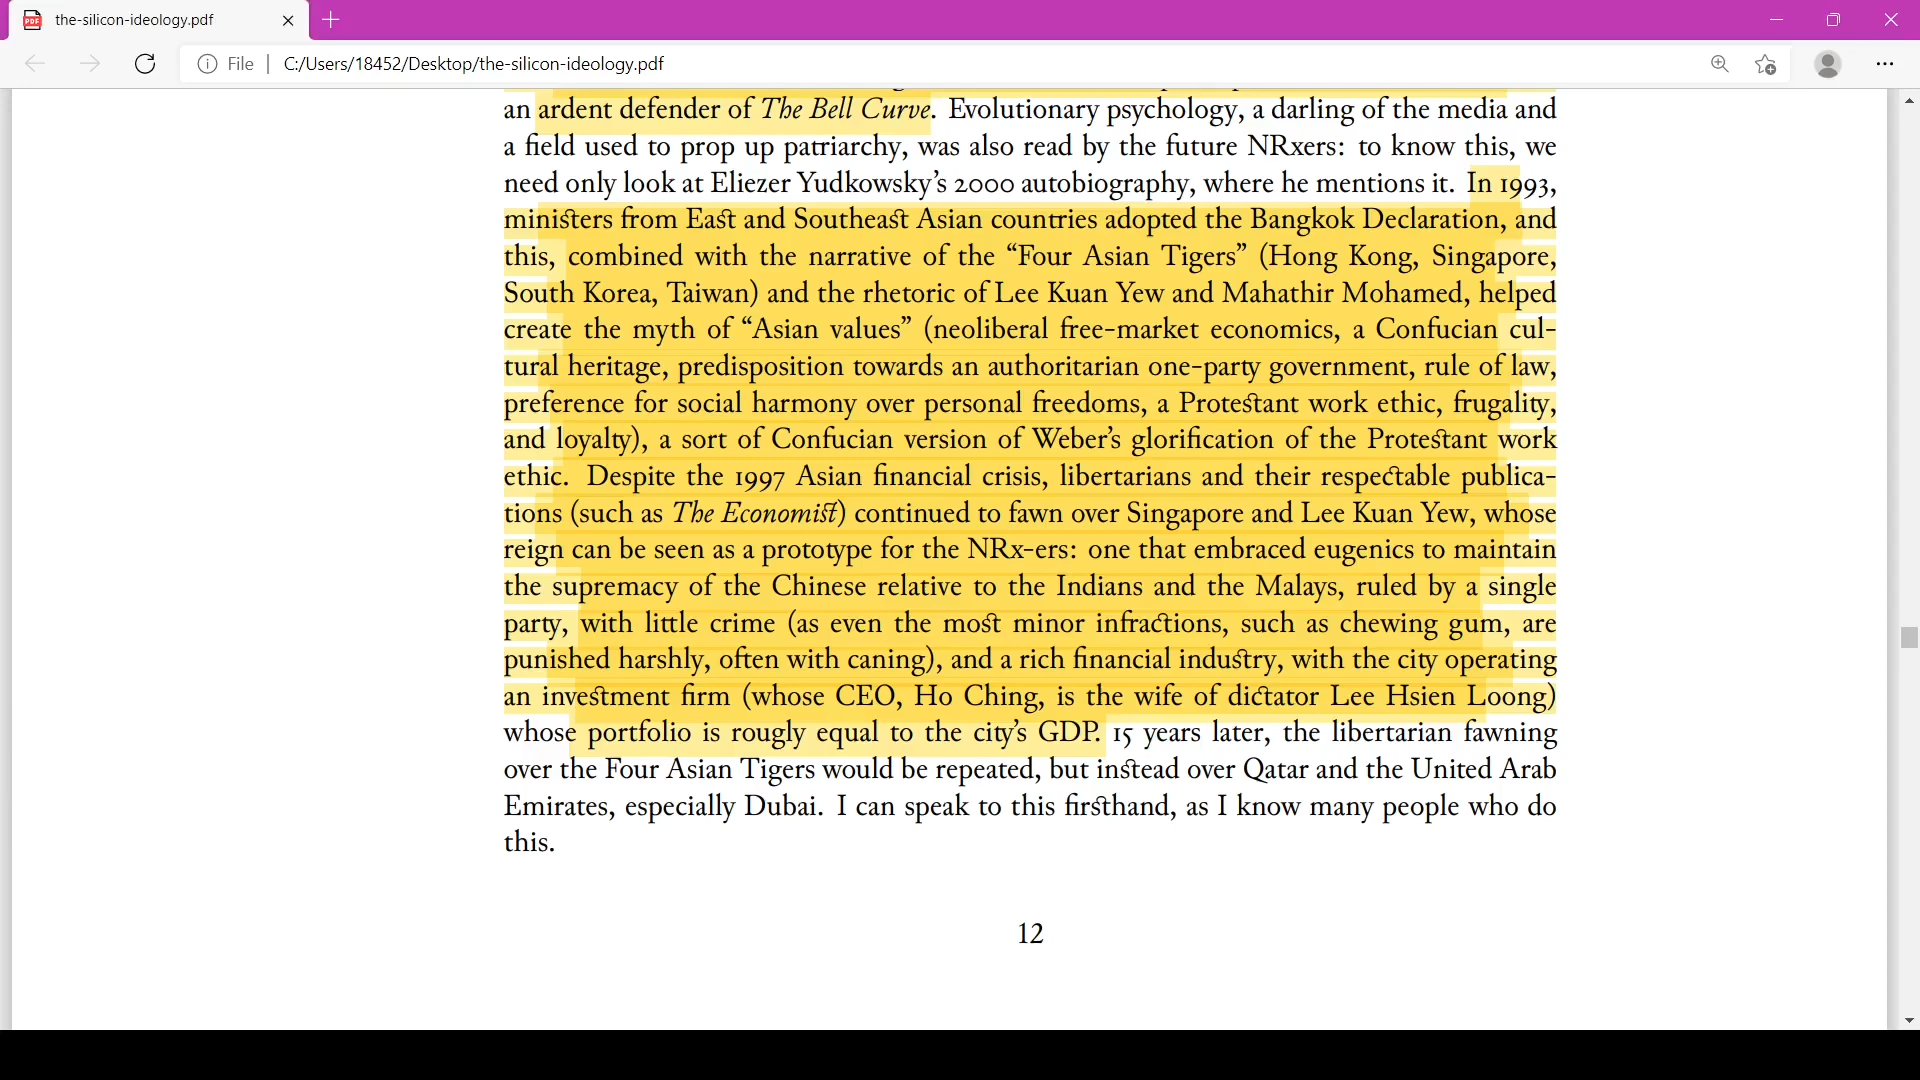 the-silicon-ideology.pdf
File
C:/Users/18452/Desktop/the-silicon-ideology.pdf
an ardent defender of The Bell Curve. Evolutionary psychology, a darling of the media and
a field used to prop up patriarchy, was also read by the future NRxers: to know this, we
need only look at Eliezer Yudkowsky’s 2000 autobiography, where he mentions it. In 1993,
ministers from East and Southeast Asian countries adopted the Bangkok Declaration, and
this, combined with the narrative of the “Four Asian Tigers” (Hong Kong, Singapore,
South Korea, Taiwan) and the rhetoric of Lee Kuan Yew and Mahathir Mohamed, helped
create the myth of “Asian values” (neoliberal free-market economics, a Confucian cul-
tural heritage, predisposition towards an authoritarian one-party government, rule of law,
preference for social harmony over personal freedoms, a Protestant work ethic, frugality,
and loyalty), a sort of Confucian version of Weber’s glorification of the Protestant work
ethic. Despite the 1997 Asian financial crisis, libertarians and their respectable publica-
tions (such as The Economist) continued to fawn over Singapore and Lee Kuan Yew, whose
reign can be seen as a prototype for the NRx-ers: one that embraced eugenics to maintain
the supremacy of the Chinese relative to the Indians and the Malays, ruled by a single
party, with little crime (as even the most minor infractions, such as chewing gum, are
punished harshly, often with caning), and a rich financial industry, with the city operating
an investment firm (whose CEO, Ho Ching, is the wife of dictator Lee Hsien Loong)
whose portfolio is rougly equal to the city’s GDP. 15 years later, the libertarian fawning
over the Four Asian Tigers would be repeated, but instead over Qatar and the United Arab
Emirates, especially Dubai. I can speak to this firsthand, as I know many people who do
this.
12